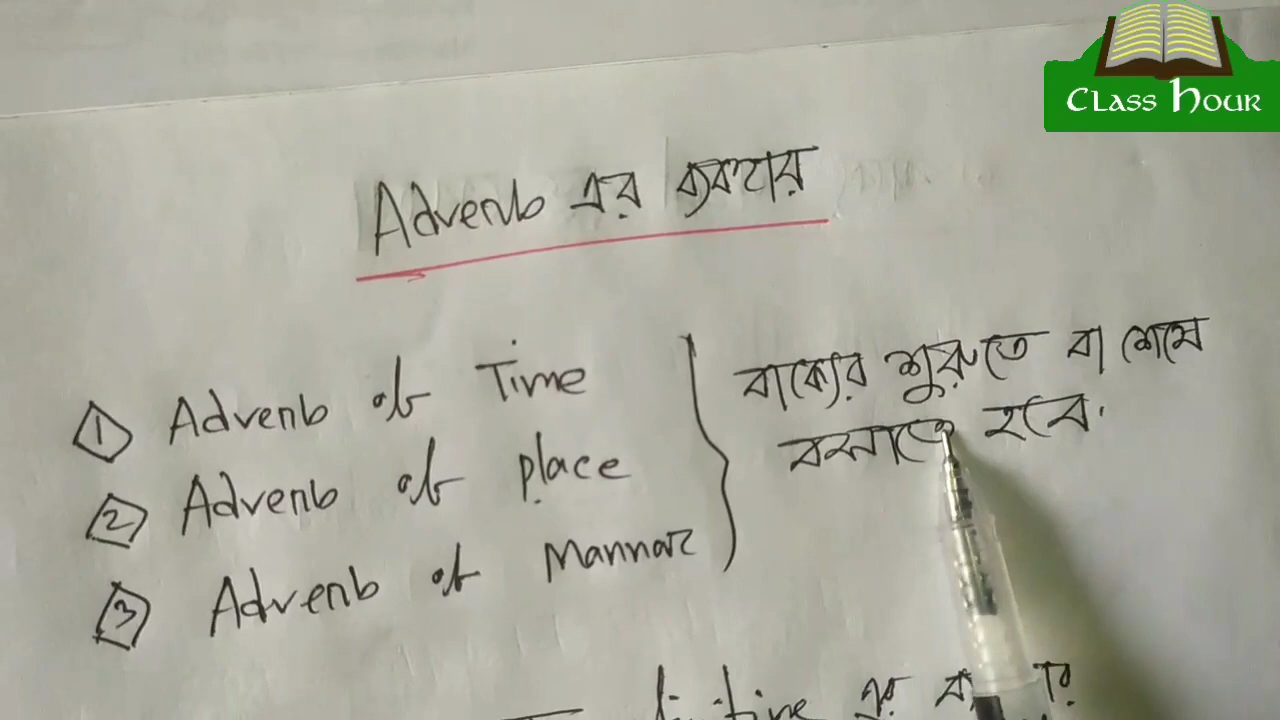 CLASS HOUR
Adverb এর ব্যবহার
1 Adverb of Time
2 Adverb of place
3 Adverb of Mannar
বাক্যের শুরুতে বা শেষে
বসাতে হবে.
এর